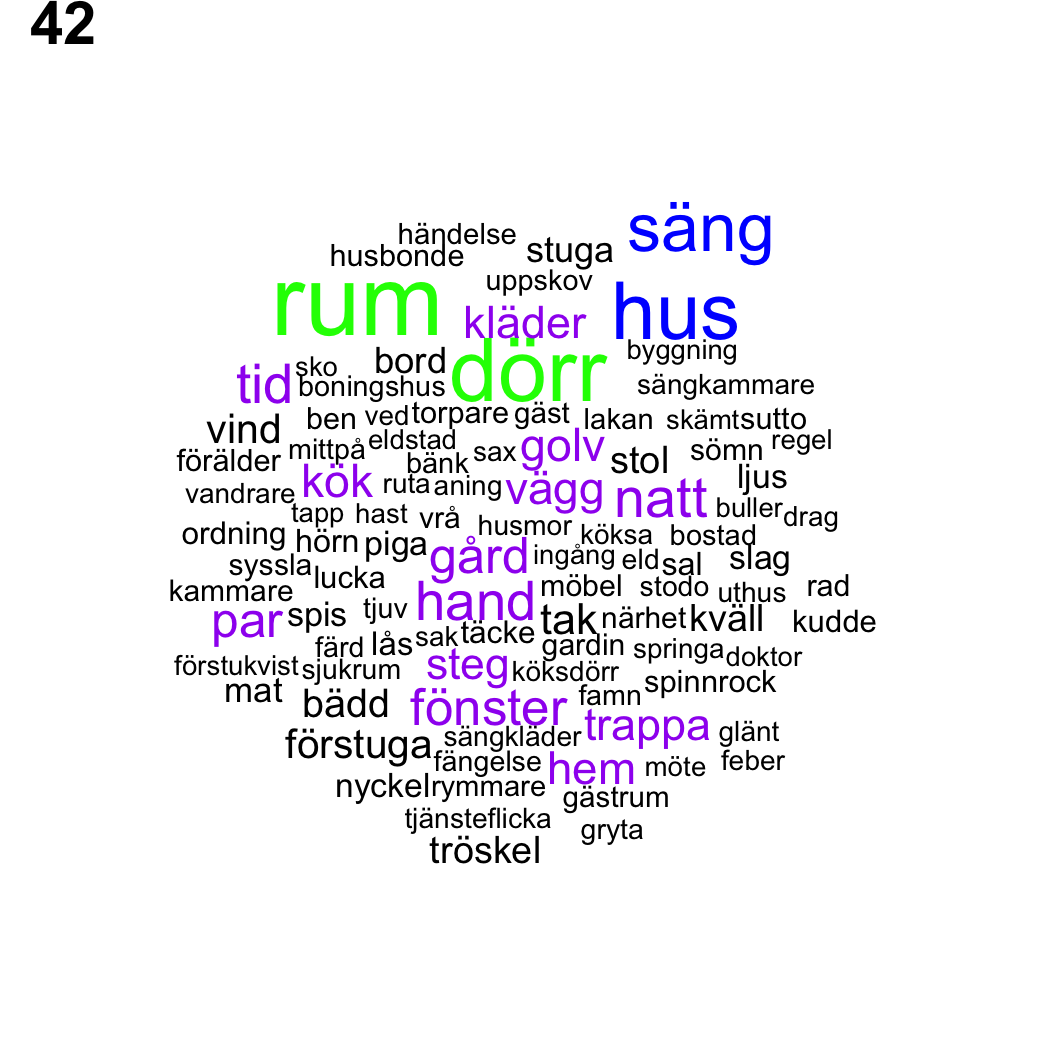 42
säng
händelse
stuga
husbonde
uppskov
rum
hus
kläder
dörr
byggning
bord
sko
tid
boningshus
sängkammare
ben ved torpare gäst lakan skämt sutto
vind
mittpå eldstad
sax
golv
sömn
regel
förälder
bänk
stol
kök
ljus
vandrare
ruta aning
vägg
natt
buller
drag
tapp hast vrå
husmor
köksa
bostad
ordning
hörn
piga
gård
ingång
eld
sal
slag
syssla
lucka
kammare
möbel
stodo
uthus
rad
par
spis
tjuv
hand
tak
närhet
kväll
kudde
färd
lås
sak
täcke
gardin
springa
doktor
förstukvist
sjukrum
steg
köksdörr
spinnrock
mat
bädd
fönster
famn
trappa
glänt
förstuga
sängkläder
fängelse
hem
möte
feber
nyckel
rymmare
gästrum
tjänsteflicka
gryta
tröskel